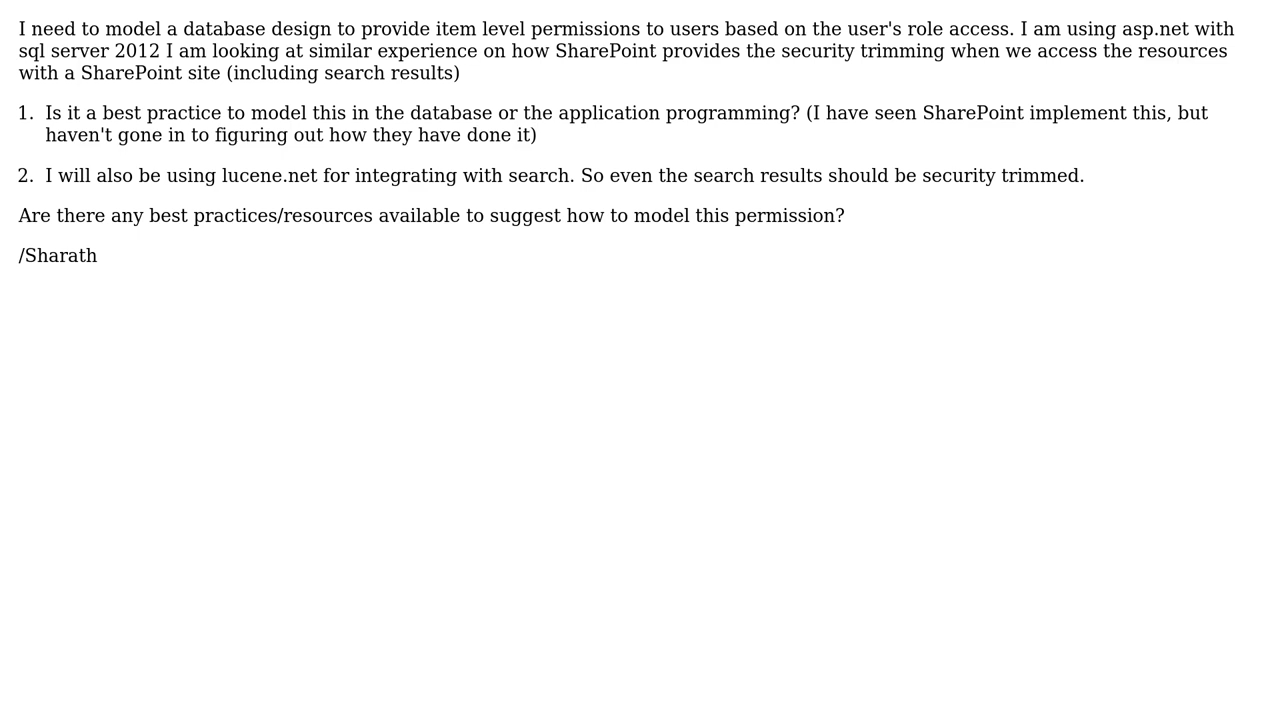 I need to model a database design to provide item level permissions to users based on the user's role access. I am using asp.net with
sql server 2012 I am looking at similar experience on how SharePoint provides the security trimming when we access the resources
with a SharePoint site (including search results)
1. Is it a best practice to model this in the database or the application programming? (I have seen SharePoint implement this, but
haven't gone in to figuring out how they have done it)
2. I will also be using lucene.net for integrating with search. So even the search results should be security trimmed.
Are there any best practices/resources available to suggest how to model this permission?
/Sharath